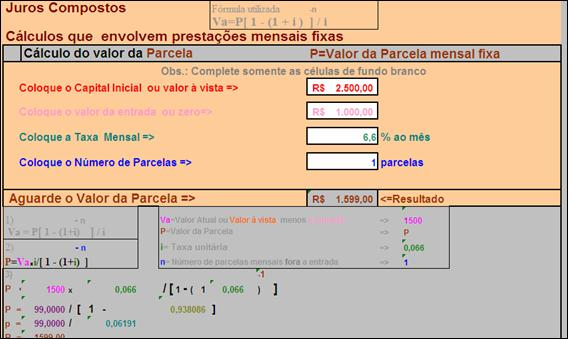 Juros Compostos
Fórmula utilizada -n
Va=P[ 1 - (1 + i ) ] / i
Cálculos que envolvem prestações mensais fixas
Cálculo do valor da Parcela P=Valor da Parcela mensal fixa
Obs.: Complete somente as células de fundo branco
Coloque o Capital Inicial ou valor à vista => R$ 2.500,00
Coloque o valor da entrada ou zero=> R$ 1.000,00
Coloque a Taxa Mensal => 6,6 % ao mês
Coloque o Número de Parcelas => 1 parcelas
Aguarde o Valor da Parcela => R$ 1.599,00 <=Resultado
1) - n
Va = P[ 1 - (1+i) ] / i
2) - n
P=Va.i/[ 1 - (1+i) ]
Va=Valor Atual ou Valor à vista menos a entrada => 1500
P=Valor da Parcela => P
i= Taxa unitária => 0,066
n= Número de parcelas mensais fora a entrada => 1
3) -1
P = 1500 x 0,066 / [ 1 - ( 1 0,066 ) ]
P = 99,0000 / [ 1 - 0,938086 ]
p = 99,0000 / 0,06191
P = 1599,00